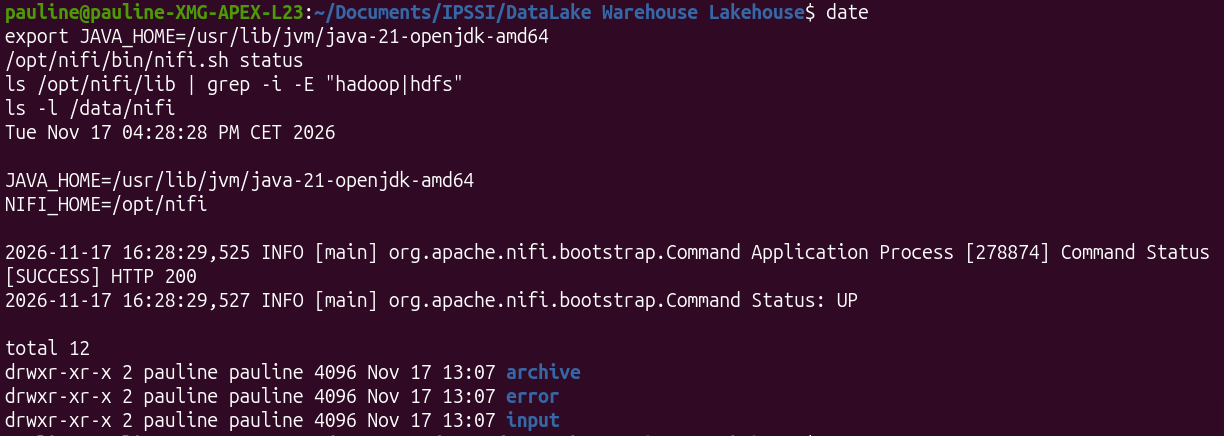 pauline@pauline-XMG-APEX-L23:~/Documents/IPSSI/DataLake Warehouse Lakehouse$ date
export JAVA_HOME=/usr/lib/jvm/java-21-openjdk-amd64
/opt/nifi/bin/nifi.sh status
ls /opt/nifi/lib | grep -i -E "hadoop|hdfs"
ls -l /data/nifi
Tue Nov 17 04:28:28 PM CET 2026
JAVA_HOME=/usr/lib/jvm/java-21-openjdk-amd64
NIFI_HOME=/opt/nifi
2026-11-17 16:28:29,525 INFO [main] org.apache.nifi.bootstrap.Command Application Process [278874] Command Status
[SUCCESS] HTTP 200
2026-11-17 16:28:29,527 INFO [main] org.apache.nifi.bootstrap.Command Status: UP
total 12
drwxr-xr-x 2 pauline pauline 4096 Nov 17 13:07 archive
drwxr-xr-x 2 pauline pauline 4096 Nov 17 13:07 error
drwxr-xr-x 2 pauline pauline 4096 Nov 17 13:07 input